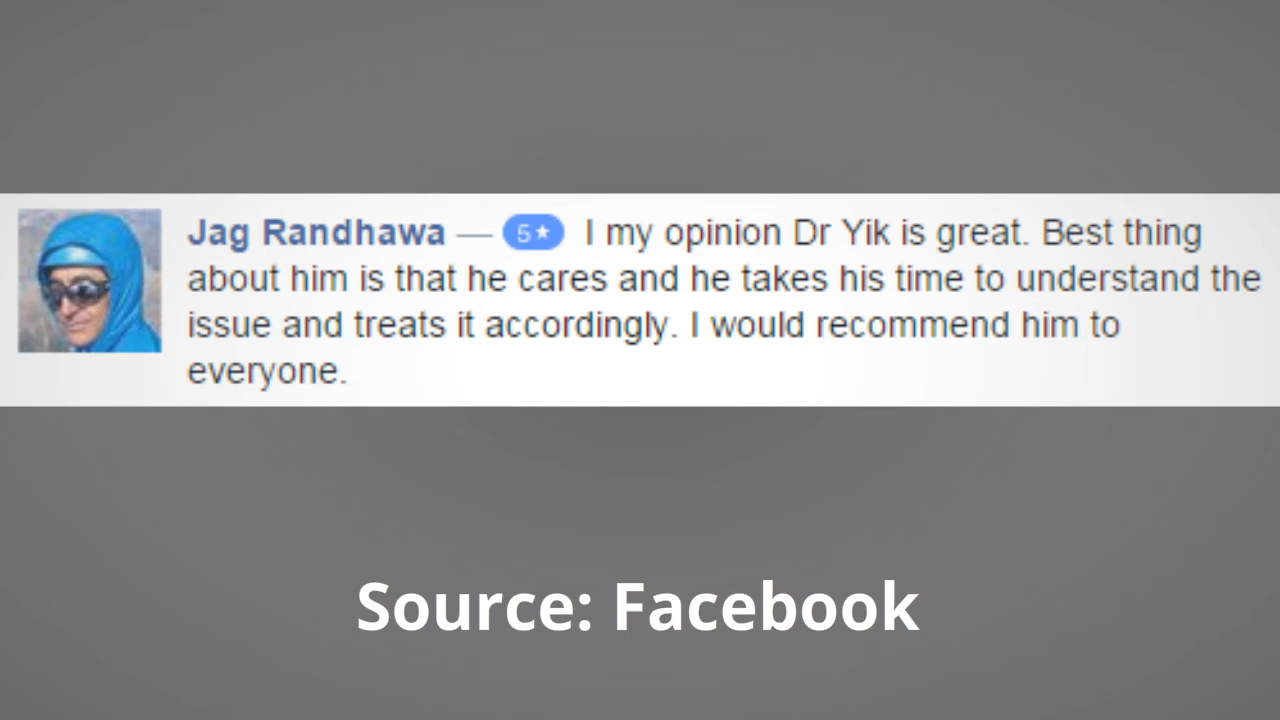 Jag Randhawa — 5★ I my opinion Dr Yik is great. Best thing
about him is that he cares and he takes his time to understand the
issue and treats it accordingly. I would recommend him to
everyone.
Source: Facebook